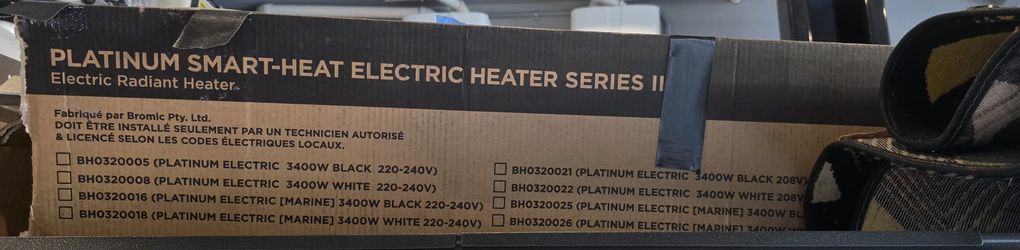 PLATINUM SMART-HEAT ELECTRIC HEATER SERIES II
Electric Radiant Heater
Fabriqué par Bromic Pty. Ltd.
DOIT ÊTRE INSTALLÉ SEULEMENT PAR UN TECHNICIEN AUTORISÉ
& LICENCIÉ SELON LES CODES ÉLECTRIQUES LOCAUX.
BH0320005 (PLATINUM ELECTRIC 3400W BLACK 220-240V)
BH0320008 (PLATINUM ELECTRIC 3400W WHITE 220-240V)
BH0320016 (PLATINUM ELECTRIC [MARINE] 3400W BLACK 220-240V)
BH0320018 (PLATINUM ELECTRIC [MARINE] 3400W WHITE 220-240V)
BH0320021 (PLATINUM ELECTRIC 3400W BLACK 208V)
BH0320022 (PLATINUM ELECTRIC 3400W WHITE 208V
BH0320025 (PLATINUM ELECTRIC [MARINE] 3400W BL
BH0320026 (PLATINUM ELECTRIC [MARINE] 3400W